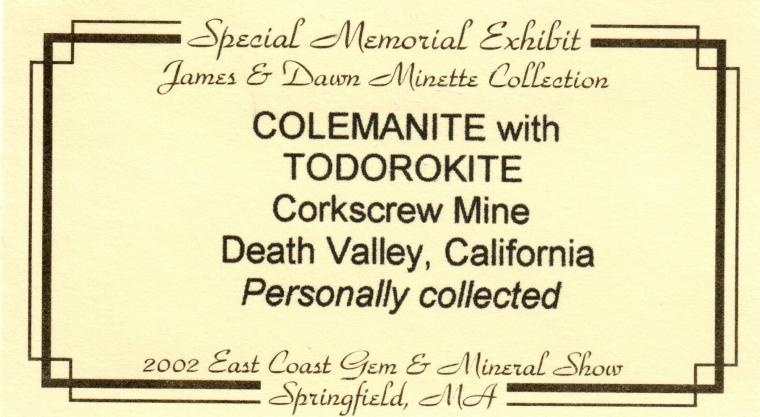 Special Memorial Exhibit
James & Dawn Minette Collection
COLEMANITE with
TODOROKITE
Corkscrew Mine
Death Valley, California
Personally collected
2002 East Coast Gem & Mineral Show
Springfield, MA